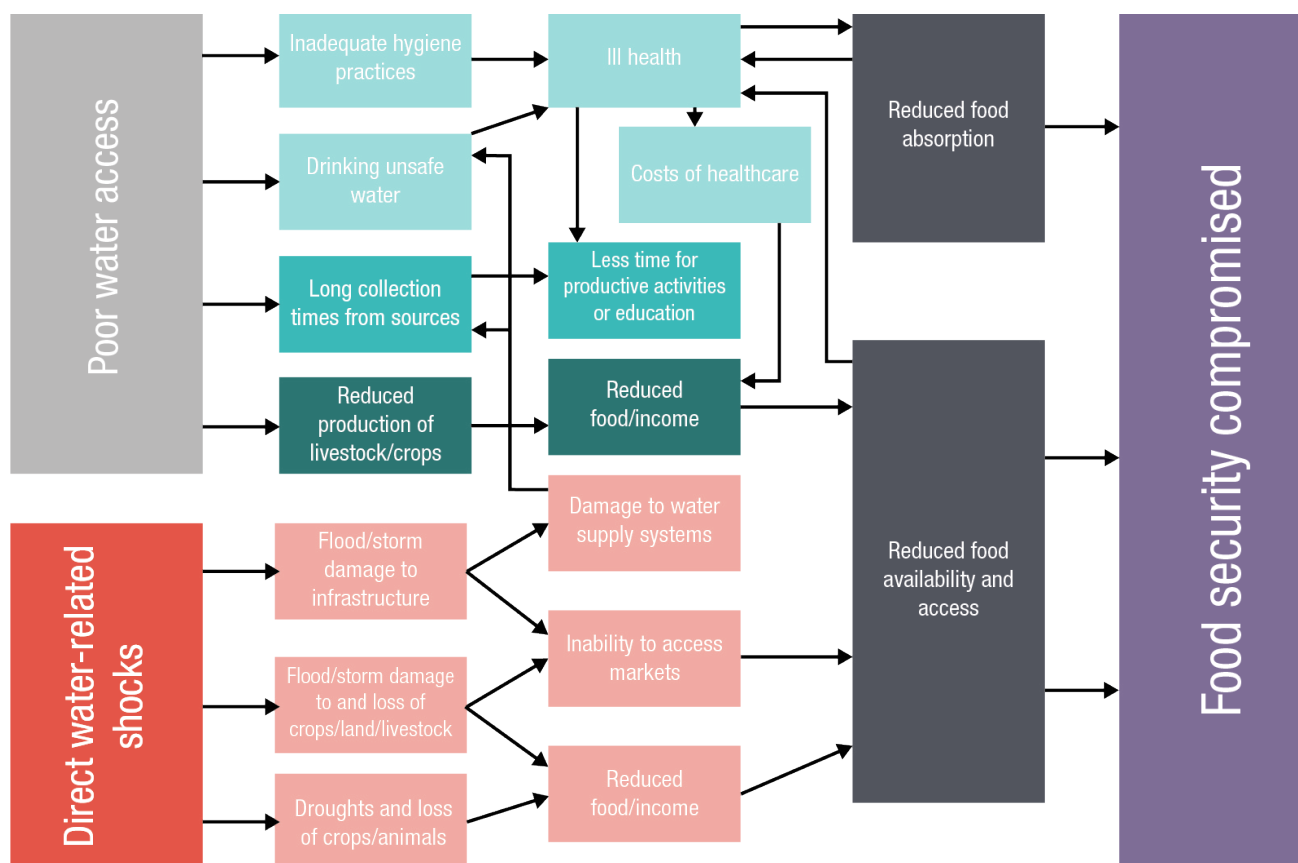 Poor water access
Inadequate hygiene
practices
Ill health
Reduced food
absorption
Drinking unsafe
water
Costs of healthcare
Long collection
times from sources
Less time for
productive activities
or education
Reduced
production of
livestock/crops
Reduced
food/income
Damage to water
supply systems
Direct water-related
shocks
Flood/storm
damage to
infrastructure
Inability to access
markets
Flood/storm damage
to and loss of
crops/land/livestock
Reduced
food/income
Droughts and loss
of crops/animals
Reduced food
availability and
access
Food security compromised